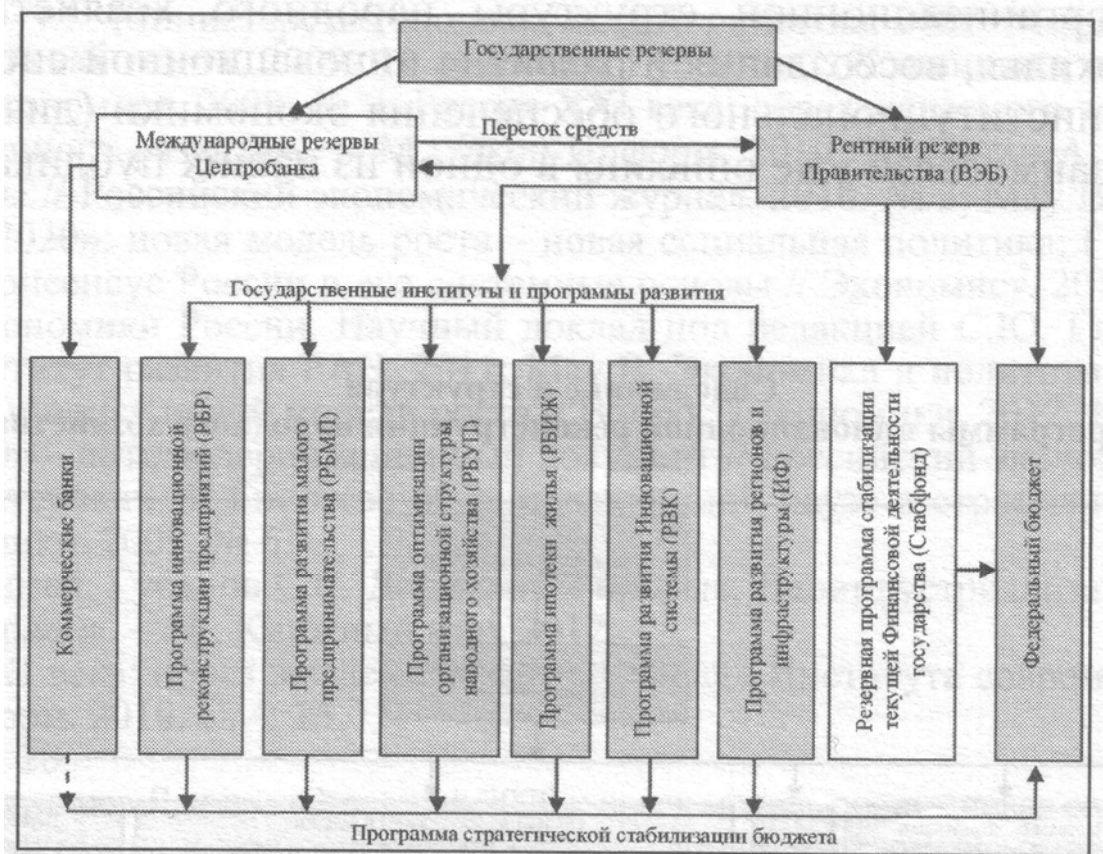 Государственные резервы
Международные резервы
Центробанка
Переток средств
Рентный резерв
Правительства (ВЭБ)
Государственные институты и программы развития
Коммерческие банки
Программа инновационной
реконструкции предприятий (РБР)
Программа развития малого
предпринимательства (РБМП)
Программа оптимизации
организационной структуры
народного хозяйства (РБУП)
Программа ипотеки жилья (РБИЖ)
Программа развития Инновационной
системы (РВК)
Программа развития регионов и
инфраструктуры (ИФ)
Резервная программа стабилизации
текущей Финансовой деятельности
государства (Стабфонд)
Федеральный бюджет
Программа стратегической стабилизации бюджета